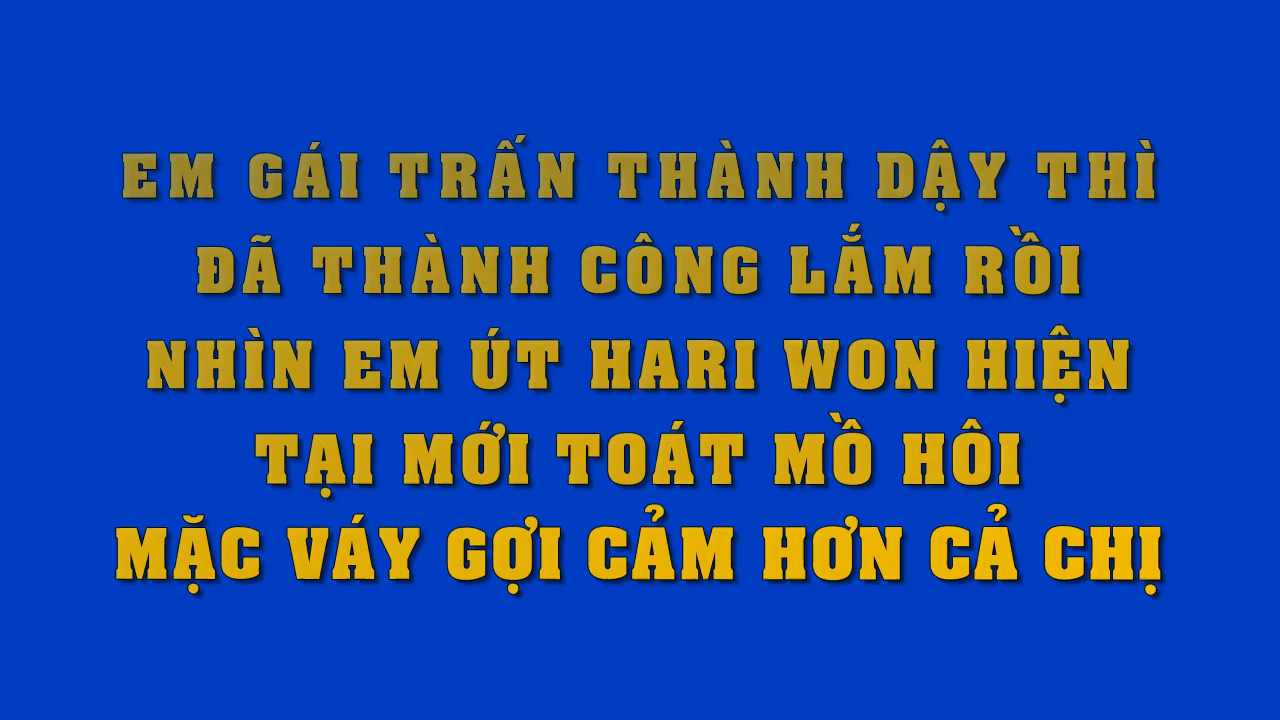 EM GÁI TRẤN THÀNH DẬY THÌ
ĐÃ THÀNH CÔNG LẮM RỒI
NHÌN EM ÚT HARI WON HIỆN
TẠI MỚI TOÁT MỒ HÔI
MẶC VÁY GỢI CẢM HƠN CẢ CHỊ